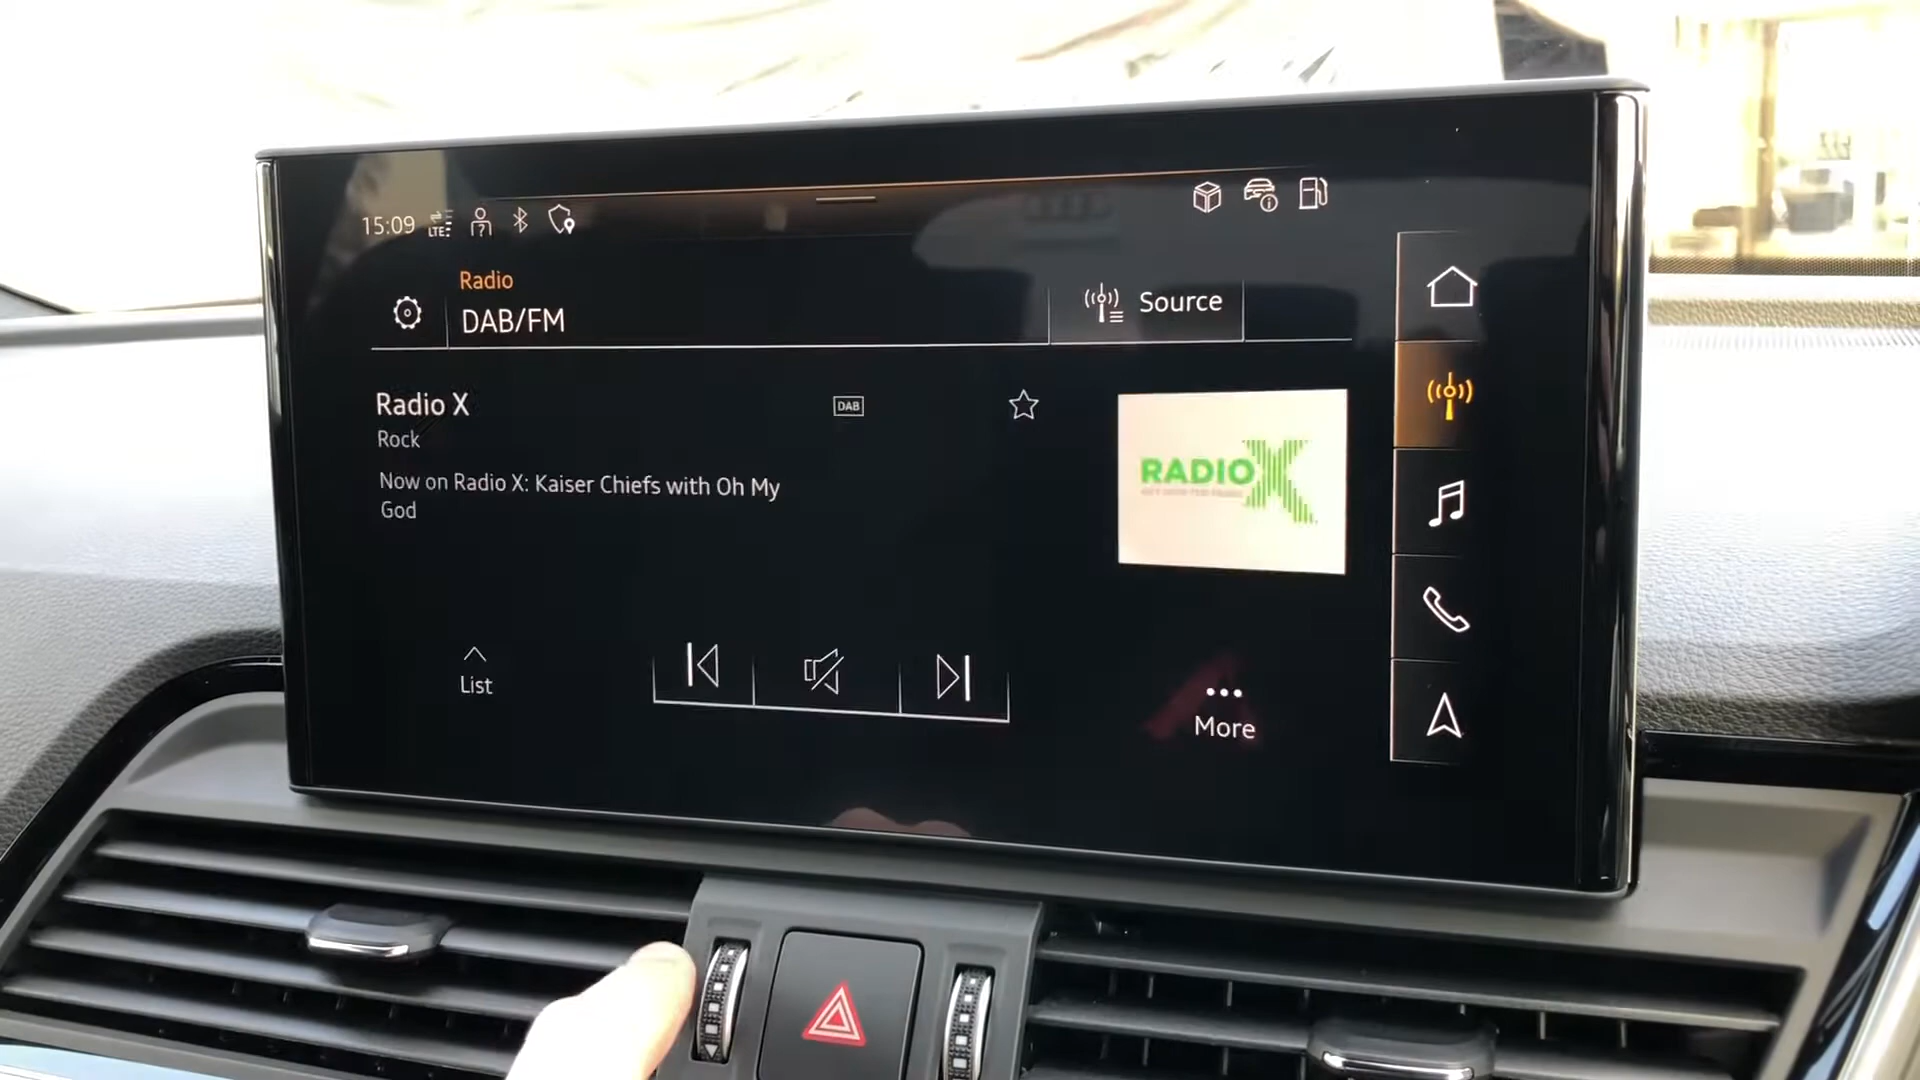 15:09 LTE
Radio
DAB/FM
Source
Radio X
DAB
Rock
Now on Radio X: Kaiser Chiefs with Oh My
God
RADIO X
List
More